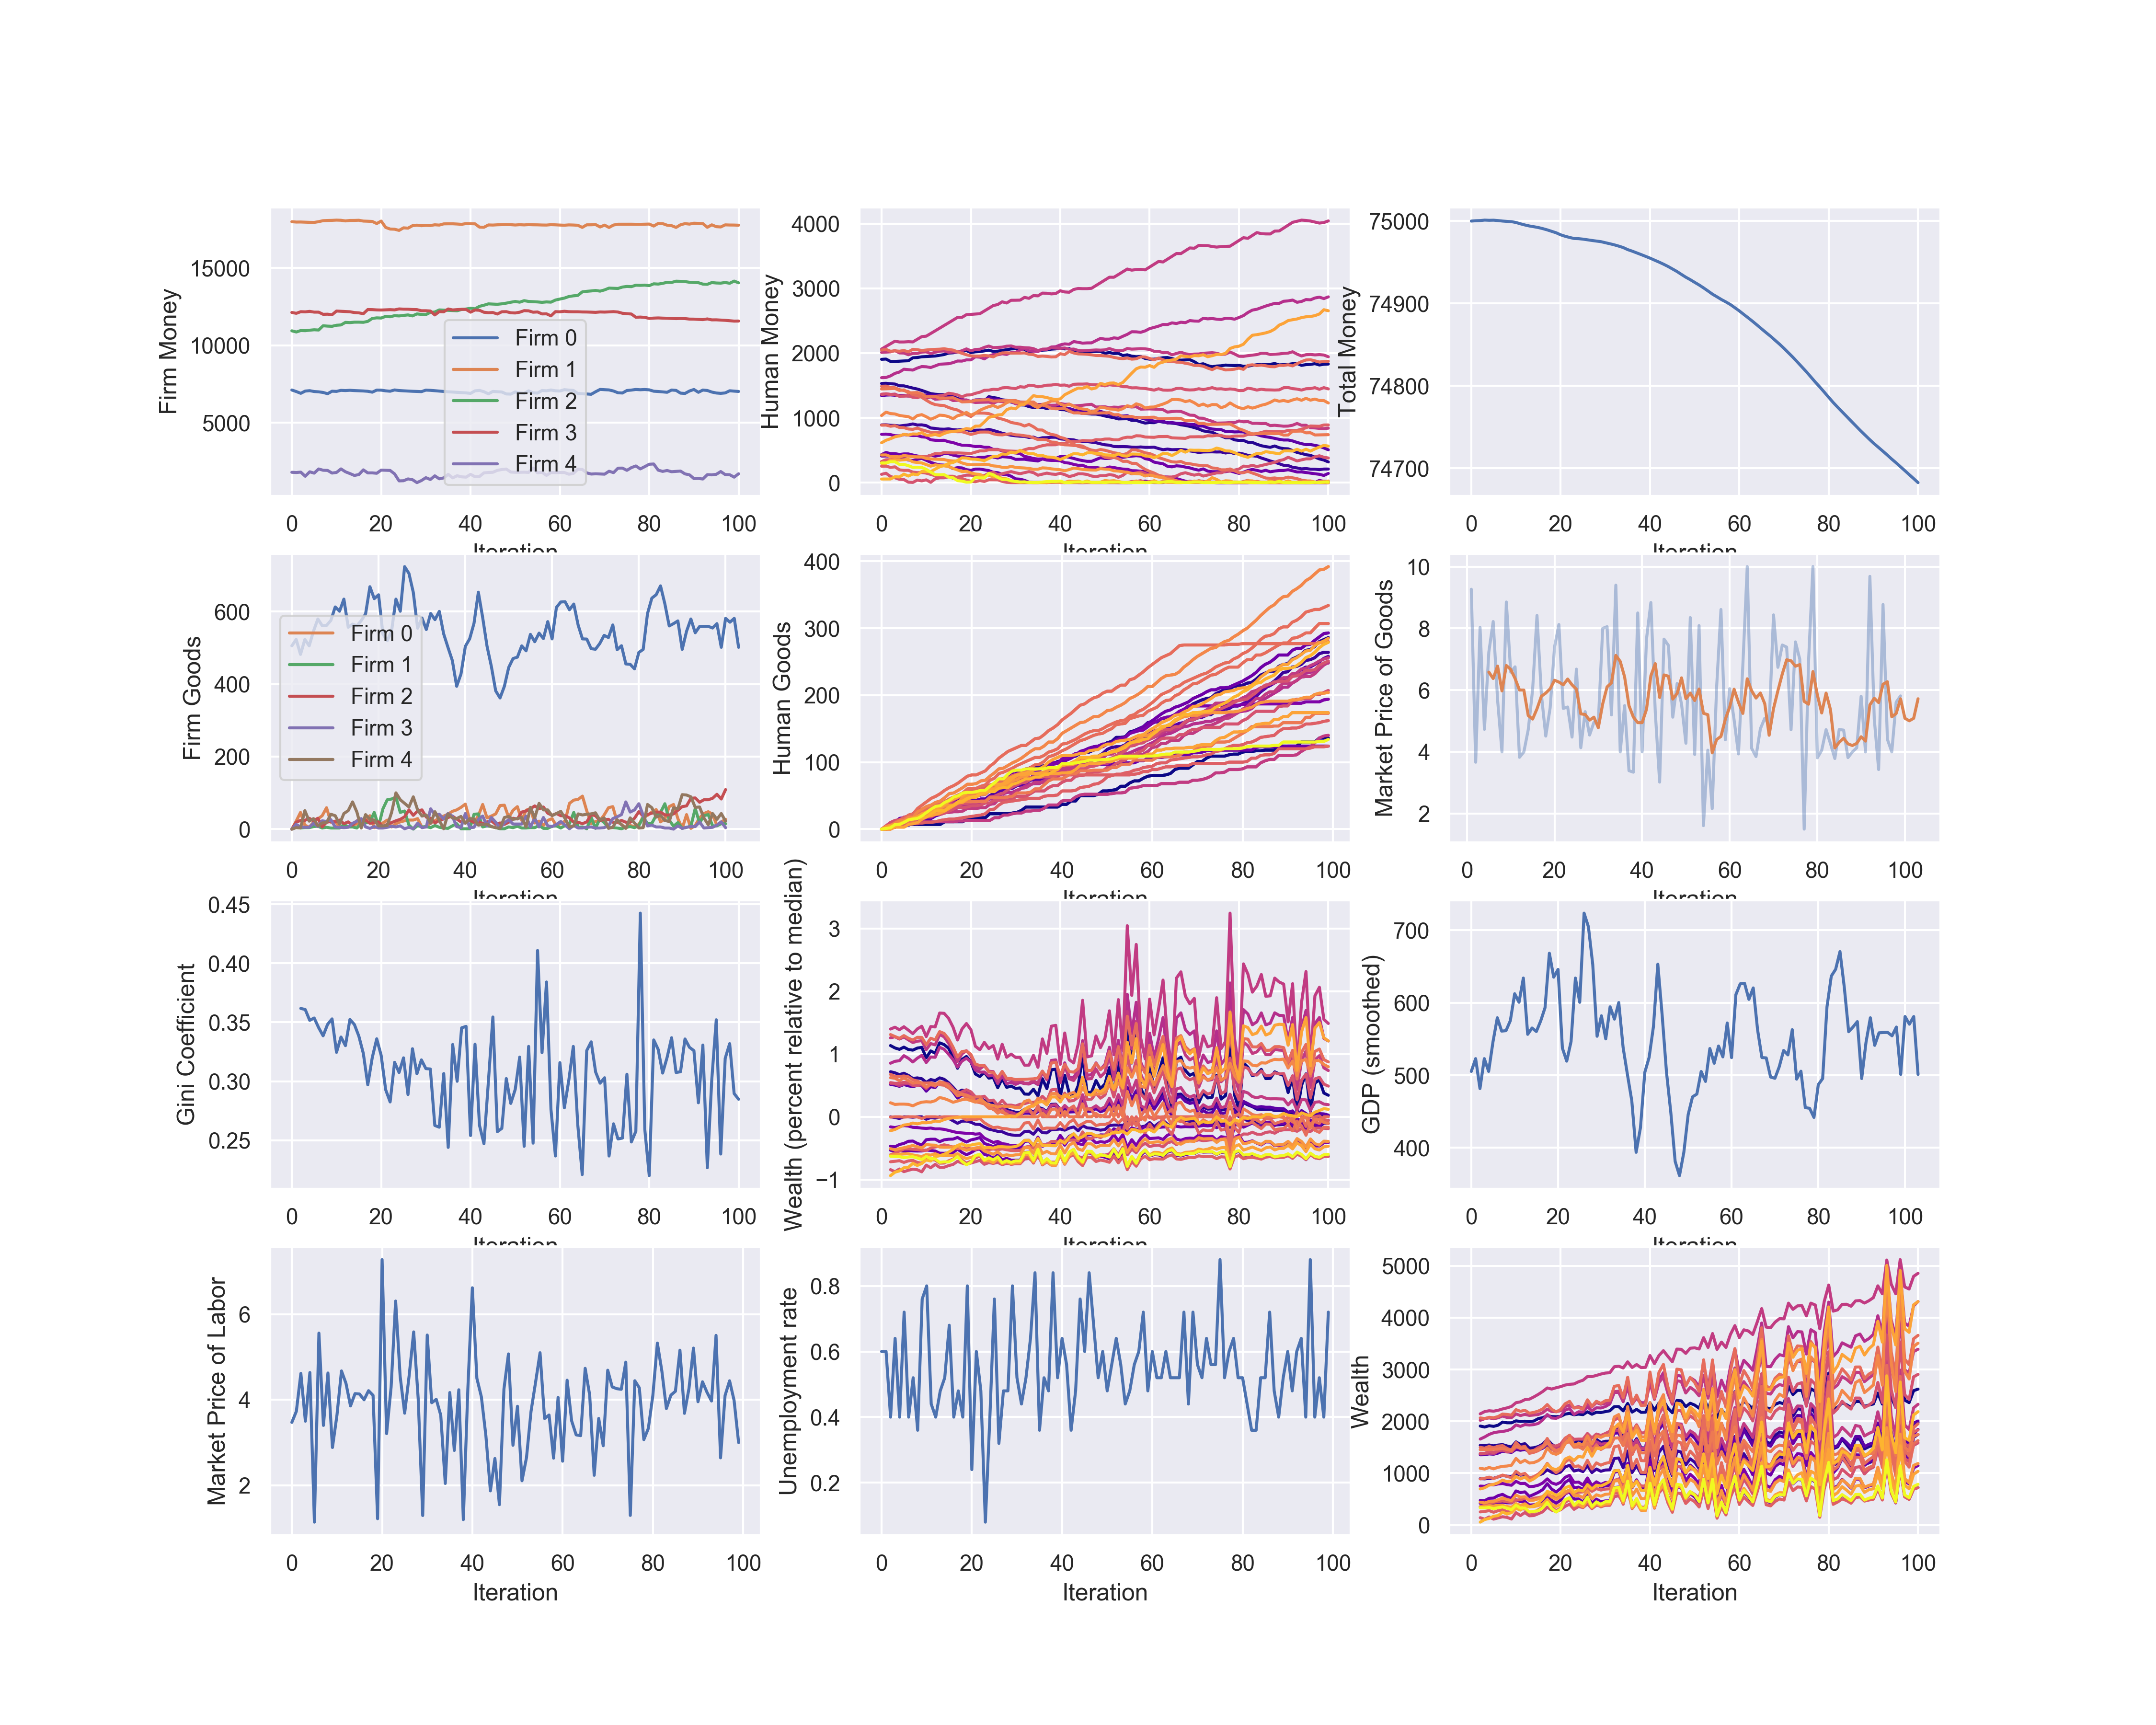 Firm Money
15000
10000
5000
Firm 0
Firm 1
Firm 2
Firm 3
Firm 4
0 20 40 60 80 100
Iteration
Human Money
4000
3000
2000
1000
0
0 20 40 60 80 100
Iteration
Total Money
75000
74900
74800
74700
0 20 40 60 80 100
Iteration
Firm Goods
600
400
200
0
Firm 0
Firm 1
Firm 2
Firm 3
Firm 4
0 20 40 60 80 100
Iteration
Human Goods
400
300
200
100
0
0 20 40 60 80 100
Iteration
Market Price of Goods
10
8
6
4
2
0 20 40 60 80 100
Iteration
Gini Coefficient
0.45
0.40
0.35
0.30
0.25
0 20 40 60 80 100
Iteration
Wealth (percent relative to median)
3
2
1
0
−1
0 20 40 60 80 100
Iteration
GDP (smoothed)
700
600
500
400
0 20 40 60 80 100
Iteration
Market Price of Labor
6
4
2
0 20 40 60 80 100
Iteration
Unemployment rate
0.8
0.6
0.4
0.2
0 20 40 60 80 100
Iteration
Wealth
5000
4000
3000
2000
1000
0
0 20 40 60 80 100
Iteration